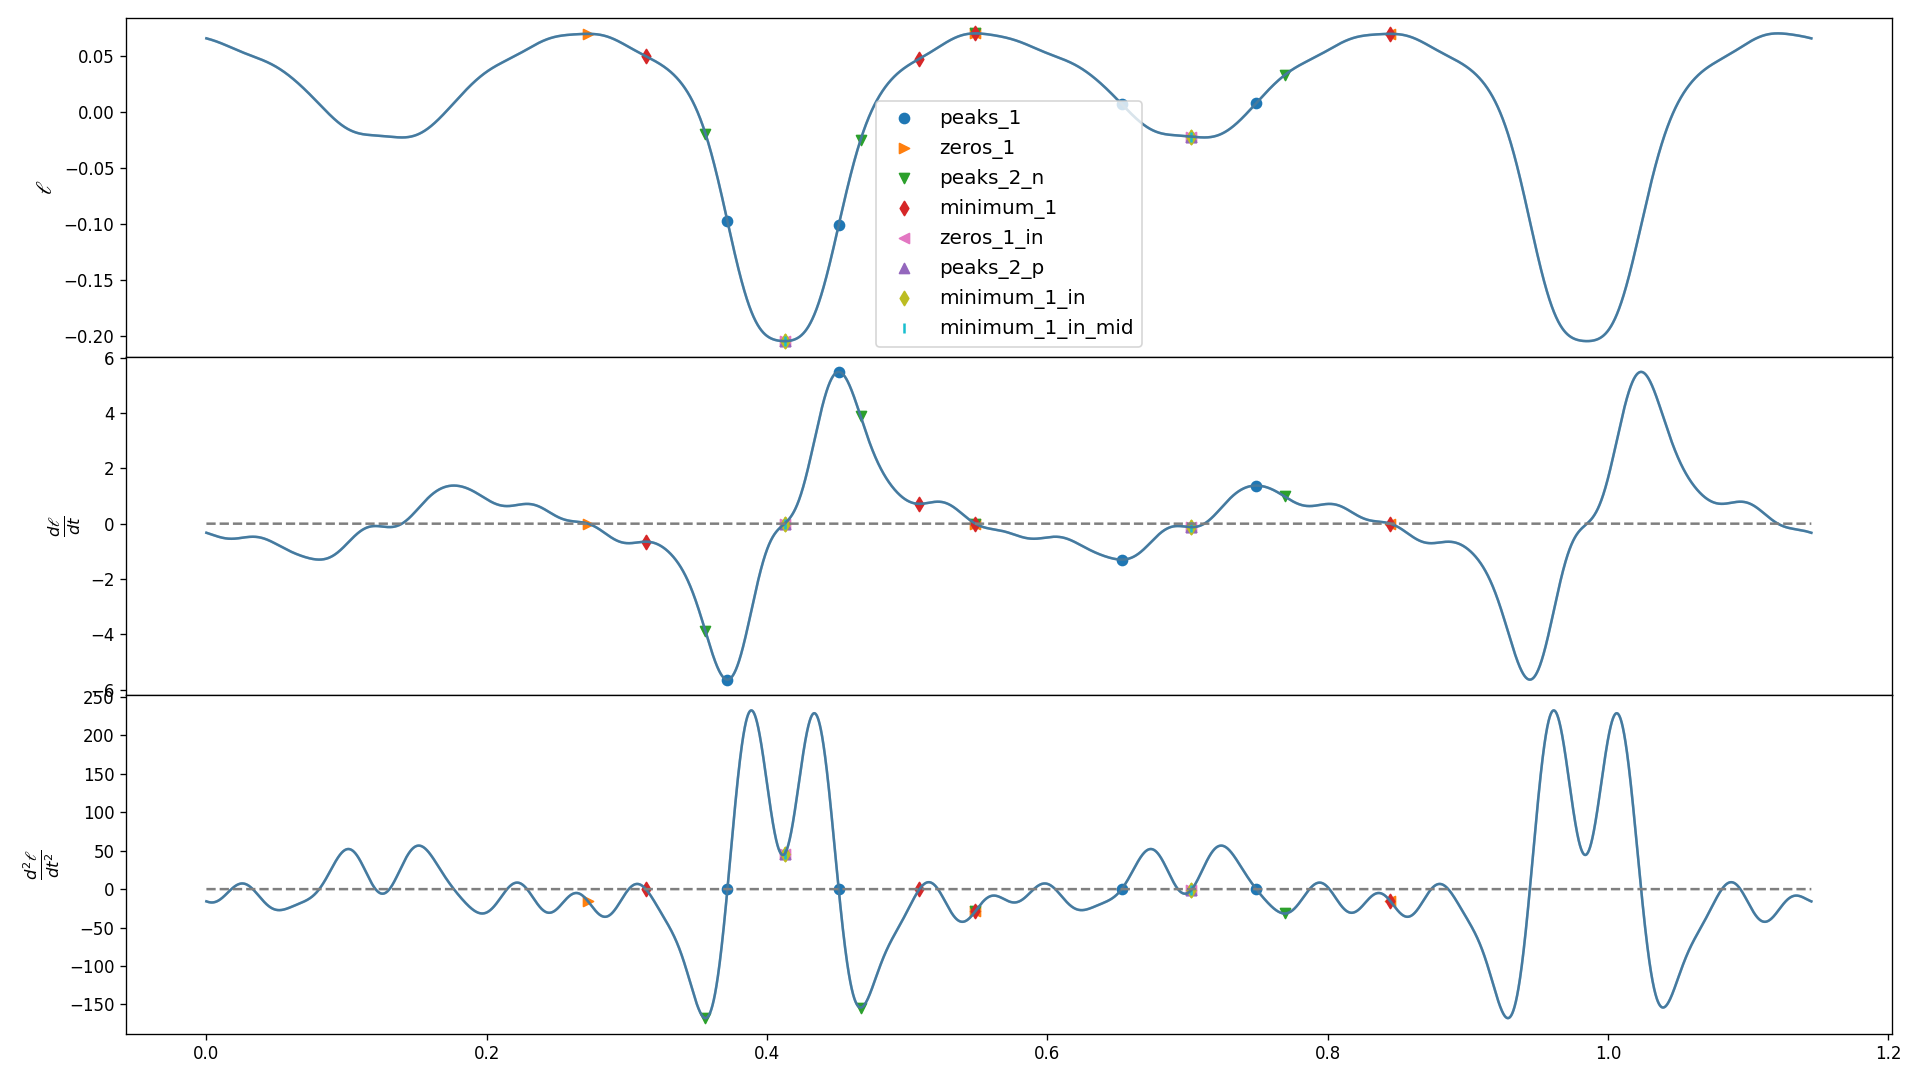 0.05
0.00
−0.05
−0.10
−0.15
−0.20
ℓ
peaks_1
zeros_1
peaks_2_n
minimum_1
zeros_1_in
peaks_2_p
minimum_1_in
minimum_1_in_mid
6
4
2
0
−2
−4
−6
dℓ
dt
250
200
150
100
50
0
−50
−100
−150
d²ℓ
dt²
0.0 0.2 0.4 0.6 0.8 1.0 1.2